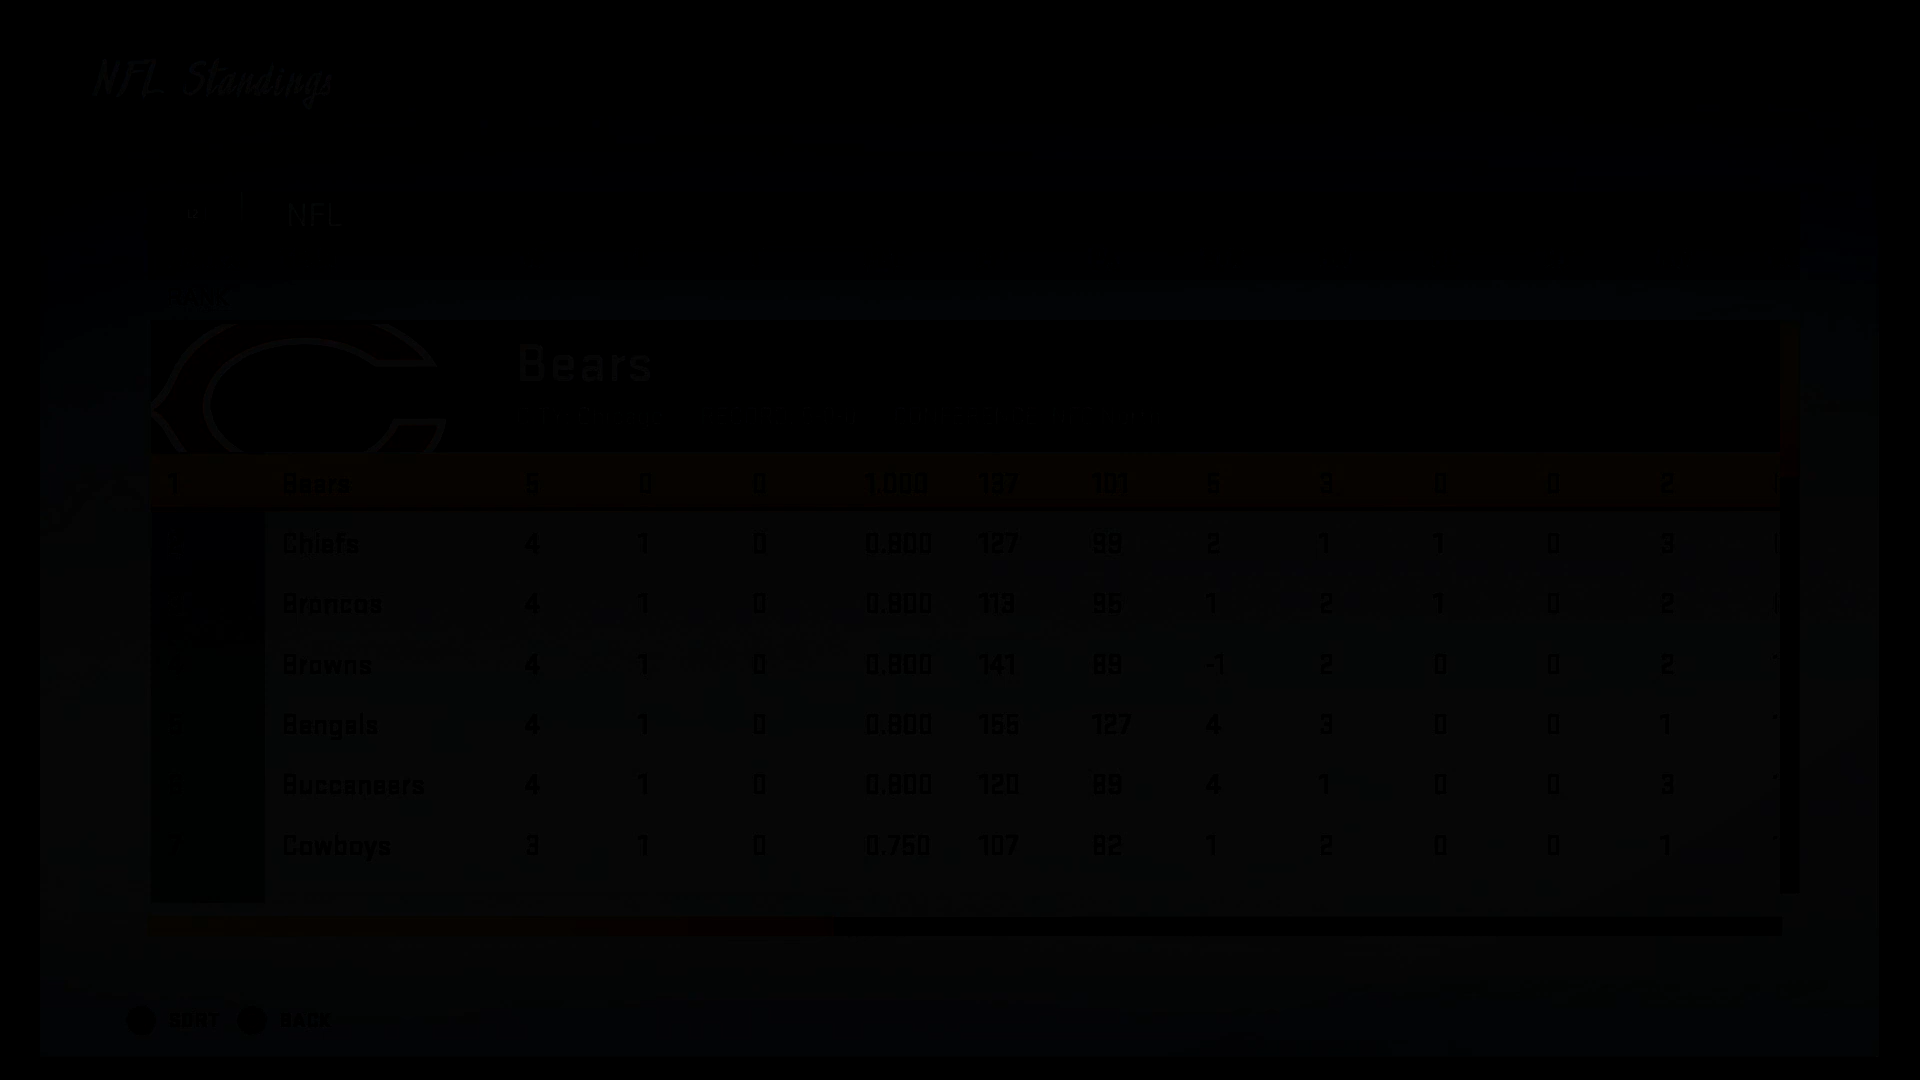 NFL Standings
NFL
Bears
1 Bears 5 0 0 1.000 137 101 5 3 0 0 2
Chiefs 4 1 0 0.800 127 99 2 1 1 0 3
Broncos 4 1 0 0.800 113 95 1 2 1 0 2
Browns 4 1 0 0.800 141 89 -1 2 0 0 2
Bengals 4 1 0 0.800 166 127 4 3 0 0 1
Buccaneers 4 1 0 0.800 120 89 4 1 0 0 3
Cowboys 3 1 0 0.750 107 82 1 2 0 0 1
SORT BACK